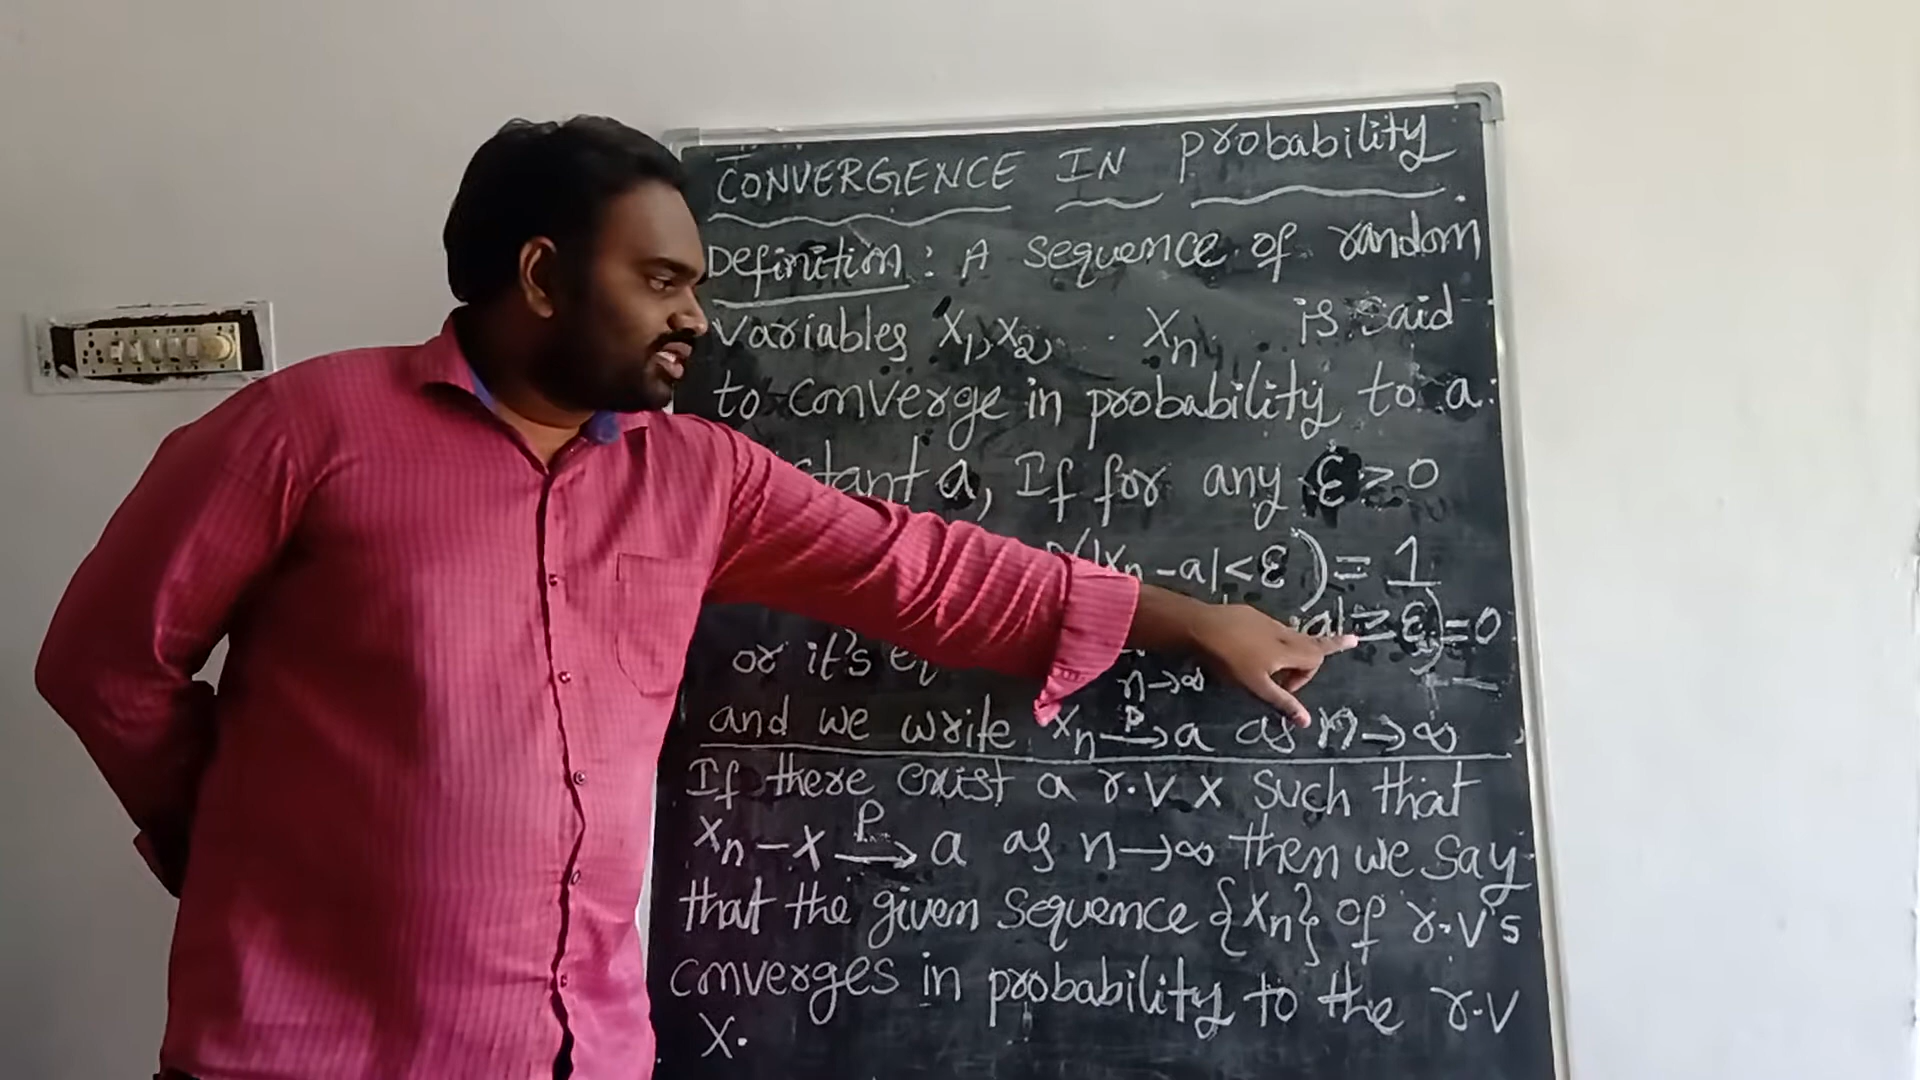 CONVERGENCE IN probability.
Definition: A sequence of random
variables X1, X2, . Xn is said
to converge in probability to a
a, If for any ε > 0
Xn - a| < ε) = 1
a| ≥ ε) = 0
or it's
n→∞
and we write Xn P→ a as n→∞
If there exist a r.v X such that
Xn - X P→ a as n→∞ then we say
that the given sequence {Xn} of r.v's
converges in probability to the r.v
X.